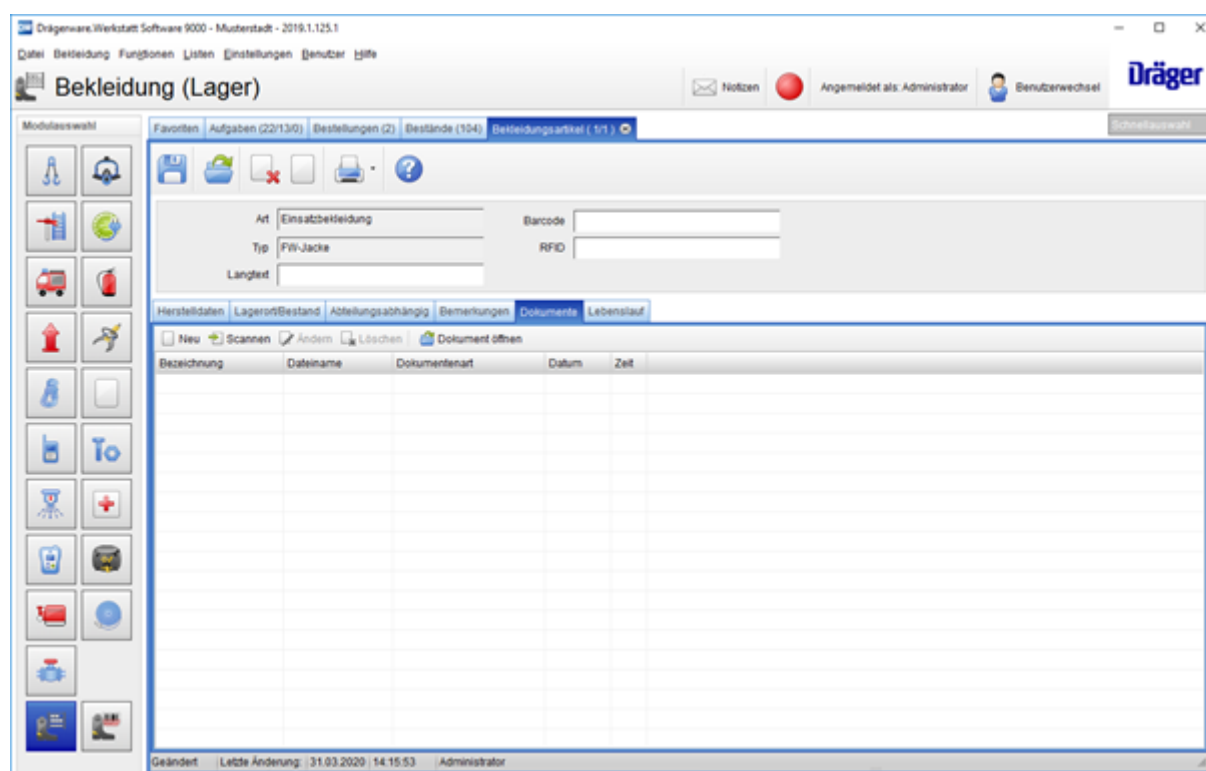 Drägerware.Werkstatt Software 9000 - Musterstadt - 2019.1.125.1
Datei Bekleidung Funktionen Listen Einstellungen Benutzer Hilfe
Bekleidung (Lager)
Notizen Angemeldet als: Administrator Benutzerwechsel
Dräger
Modulauswahl
Favoriten Aufgaben (22/13/0) Bestellungen (2) Bestände (104) Bekleidungsartikel ( 1/1 )
Schnellauswahl
Art Einsatzbekleidung Barcode
Typ FW-Jacke RFID
Langtext
Herstelldaten Lagerort/Bestand Abteilungsabhängig Bemerkungen Dokumente Lebenslauf
Neu Scannen Ändern Löschen Dokument öffnen
Bezeichnung Dateiname Dokumentenart Datum Zeit
Geändert Letzte Änderung: 31.03.2020 14:15:53 Administrator